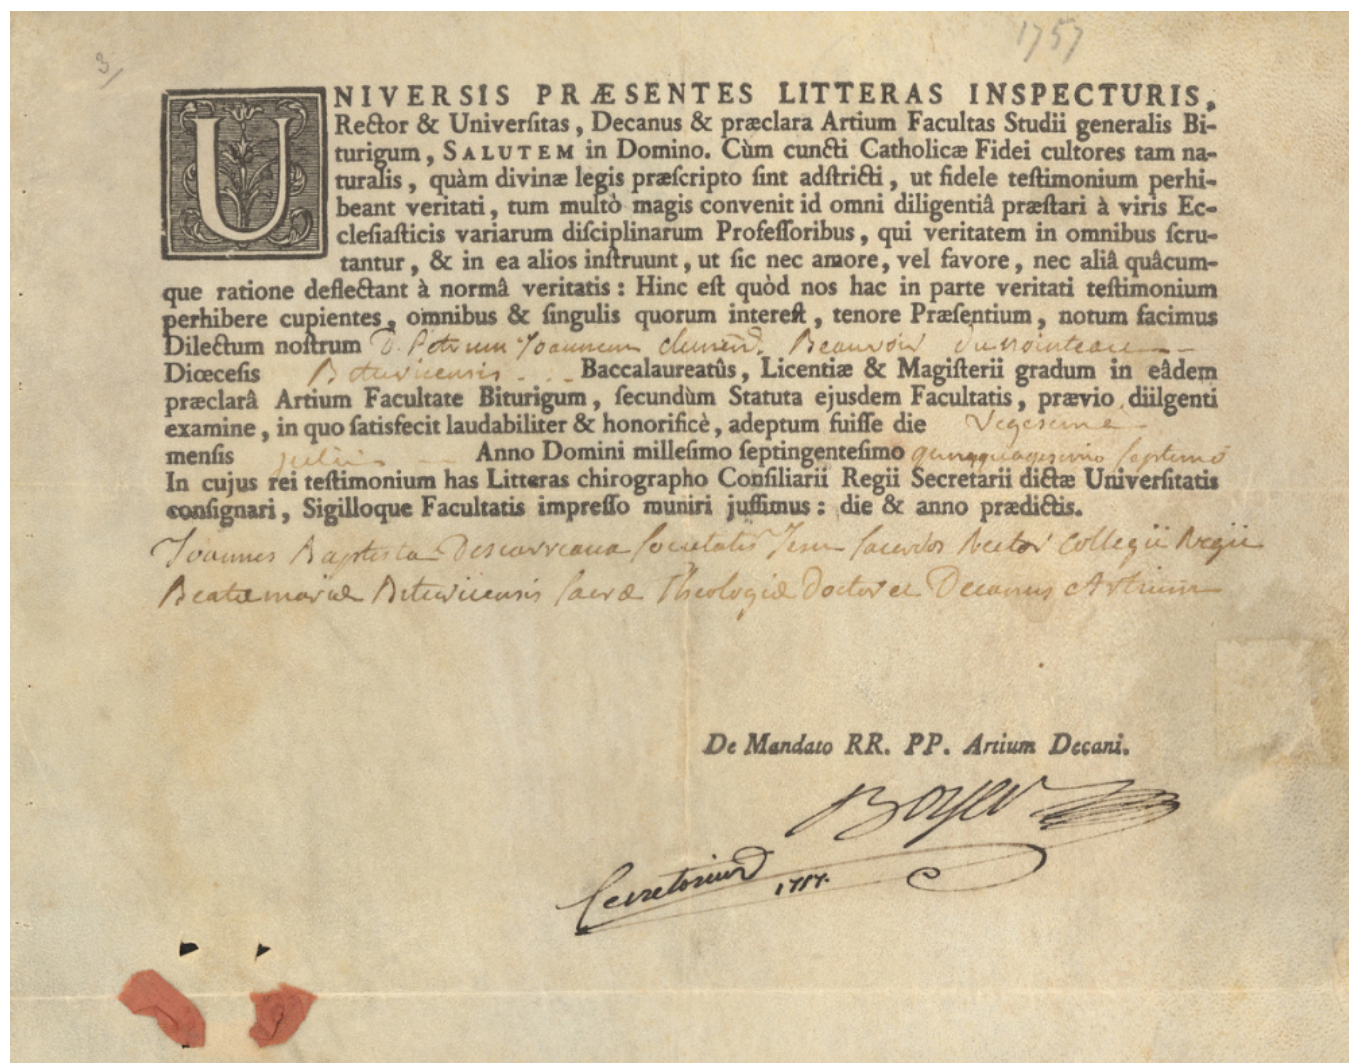 3/
1757
UNIVERSIS PRÆSENTES LITTERAS INSPECTURIS,
Rector & Univerſitas, Decanus & præclara Artium Facultas Studii generalis Bi-
turigum, SALUTEM in Domino. Cùm cuncti Catholicæ Fidei cultores tam na-
turalis, quàm divinæ legis præſcripto ſint adſtricti, ut fidele teſtimonium perhi-
beant veritati, tum multò magis convenit id omni diligentiâ præſtari à viris Ec-
cleſiaſticis variarum diſciplinarum Profeſſoribus, qui veritatem in omnibus ſcru-
tantur, & in ea alios inſtruunt, ut ſic nec amore, vel favore, nec aliâ quâcum-
que ratione deflectant à normâ veritatis: Hinc eſt quòd nos hac in parte veritati teſtimonium
perhibere cupientes, omnibus & ſingulis quorum intereſt, tenore Præſentium, notum facimus
Dilectum noſtrum D. Petrum Joannem Beauvoir
Diœceſis Bituricensis Baccalaureatûs, Licentiæ & Magiſterii gradum in eâdem
præclarâ Artium Facultate Biturigum, ſecundùm Statuta ejuſdem Facultatis, prævio diilgenti
examine, in quo ſatisfecit laudabiliter & honorificè, adeptum fuiſſe die Vegesima
menſis julii Anno Domini milleſimo ſeptingenteſimo quinquagesimo septimo
In cujus rei teſtimonium has Litteras chirographo Conſiliarii Regii Secretarii dictæ Univerſitatis
conſignari, Sigilloque Facultatis impreſſo muniri juſſimus: die & anno prædictis.
Joannes Baptista societatis Jesu sacerdos Rector Collegii Regii
Beatæ mariæ Bituricensis sacræ Theologiæ Doctor et Decanus Artium
De Mandato RR. PP. Artium Decani.
Boyer
1757.